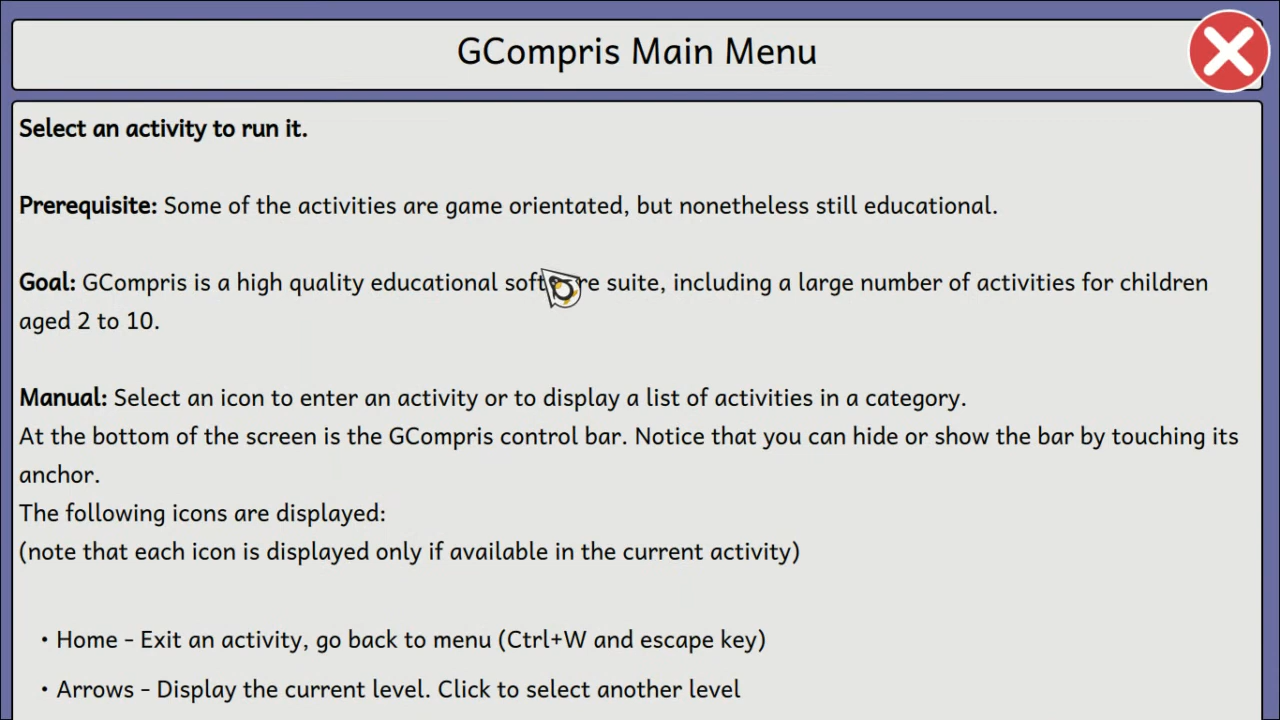 GCompris Main Menu
Select an activity to run it.
Prerequisite: Some of the activities are game orientated, but nonetheless still educational.
Goal: GCompris is a high quality educational software suite, including a large number of activities for children
aged 2 to 10.
Manual: Select an icon to enter an activity or to display a list of activities in a category.
At the bottom of the screen is the GCompris control bar. Notice that you can hide or show the bar by touching its
anchor.
The following icons are displayed:
(note that each icon is displayed only if available in the current activity)
• Home - Exit an activity, go back to menu (Ctrl+W and escape key)
• Arrows - Display the current level. Click to select another level